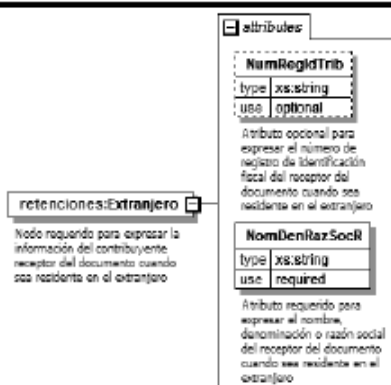 attributes
NumRegIdTrib
type xs:string
use optional
Atributo opcional para
expresar el número de
registro de identificación
fiscal del receptor del
documento cuando sea
residente en el extranjero
retenciones:Extranjero
Nodo requerido para expresar la
información del contribuyente
receptor del documento cuando
sea residente en el extranjero
NomDenRazSocR
type xs:string
use required
Atributo requerido para
expresar el nombre,
denominación o razón social
del receptor del documento
cuando sea residente en el
extranjero